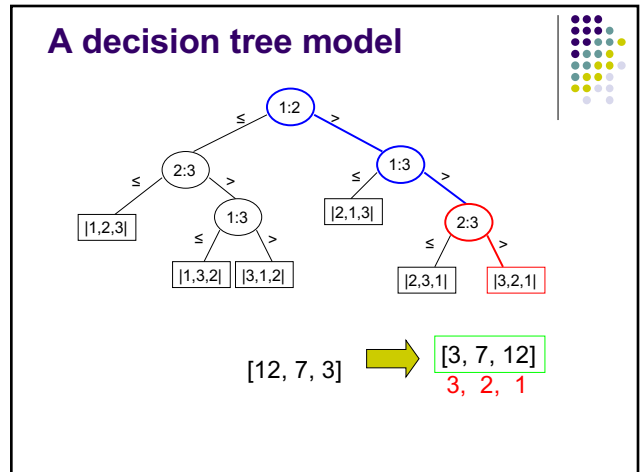 A decision tree model
1:2
≤ >
2:3 1:3
≤ > ≤ >
|1,2,3| 1:3 |2,1,3| 2:3
≤ > ≤ >
|1,3,2| |3,1,2| |2,3,1| |3,2,1|
[12, 7, 3] [3, 7, 12]
3, 2, 1